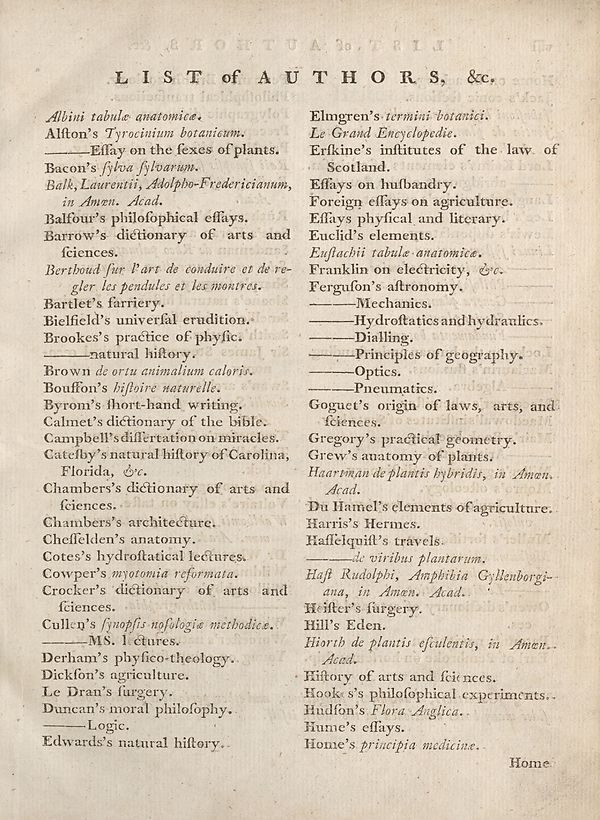 LIST of AUTHORS, &c.
Albini tabulæ anatomicæ.
Alſton's Tyrocinium botanicum.
———Eſſay on the ſexes of plants.
Bacon's ſylva ſylvarum.
Balk, Laurentii, Adolpho-Fredericianum,
in Amœn. Acad.
Balfour's philoſophical eſſays.
Barrow's dictionary of arts and
ſciences.
Berthoud ſur l'art de conduire et de re-
gler les pendules et les montres.
Bartlet's farriery.
Bielfield's univerſal erudition.
Brookes's practice of phyſic.
———natural hiſtory.
Brown de ortu animalium caloris.
Bouffon's hiſtoire naturelle.
Byrom's ſhort-hand writing.
Calmet's dictionary of the bible.
Campbell's diſſertation on miracles.
Cateſby's natural hiſtory of Carolina,
Florida, &c.
Chambers's dictionary of arts and
ſciences.
Chambers's architecture.
Cheſſelden's anatomy.
Cotes's hydroſtatical lectures.
Cowper's myotomia reformata.
Crocker's dictionary of arts and
ſciences.
Cullen's ſynopſis noſologiæ methodicæ.
———MS. l ctures.
Derham's phyſico-theology.
Dickſon's agriculture.
Le Dran's ſurgery.
Duncan's moral philoſophy.
———Logic.
Edwards's natural hiſtory.
Elmgren's termini botanici.
Le Grand Encyclopedie.
Erſkine's inſtitutes of the law of
Scotland.
Eſſays on huſbandry.
Foreign eſſays on agriculture.
Eſſays phyſical and literary.
Euclid's elements.
Euſtachii tabulæ anatomicæ.
Franklin on electricity, &c.
Ferguſon's aſtronomy.
———Mechanics.
———Hydroſtatics and hydraulics.
———Dialling.
———Principles of geography.
———Optics.
———Pneumatics.
Goguet's origin of laws, arts, and
ſciences.
Gregory's practical geometry.
Grew's anatomy of plants.
Haartman de plantis hybridis, in Amœn.
Acad.
Du Hamel's elements of agriculture.
Harris's Hermes.
Haſſelquiſt's travels.
———de viribus plantarum.
Haſt Rudolphi, Amphibia Gyllenborgi-
ana, in Amœn. Acad.
Heiſter's ſurgery.
Hill's Eden.
Hiorth de plantis eſculentis, in Amœn.
Acad.
Hiſtory of arts and ſciences.
Hook s's philoſophical experiments.
Hudſon's Flora Anglica.
Hume's eſſays.
Home's principia medicinæ.
Home